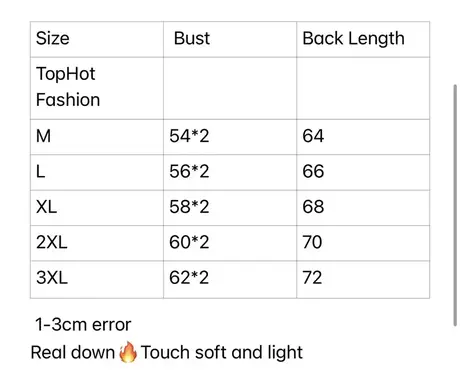 Size Bust Back Length
TopHot
Fashion
M 54*2 64
L 56*2 66
XL 58*2 68
2XL 60*2 70
3XL 62*2 72
1-3cm error
Real down🔥Touch soft and light